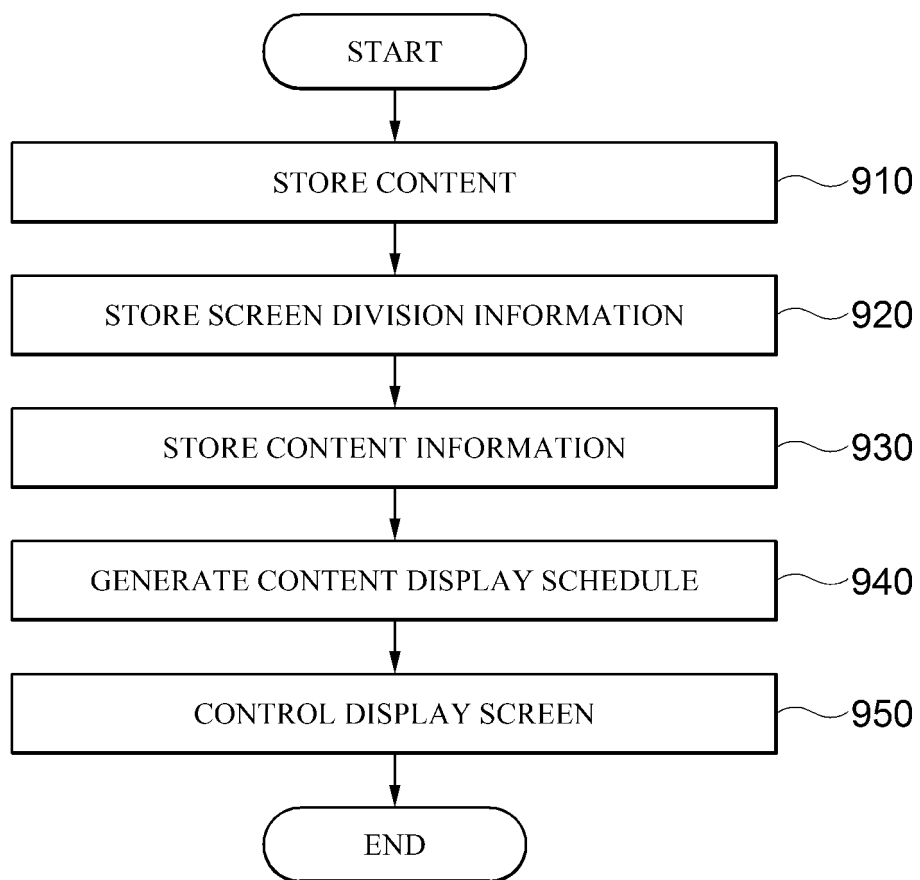 START
STORE CONTENT 910
STORE SCREEN DIVISION INFORMATION 920
STORE CONTENT INFORMATION 930
GENERATE CONTENT DISPLAY SCHEDULE 940
CONTROL DISPLAY SCREEN 950
END